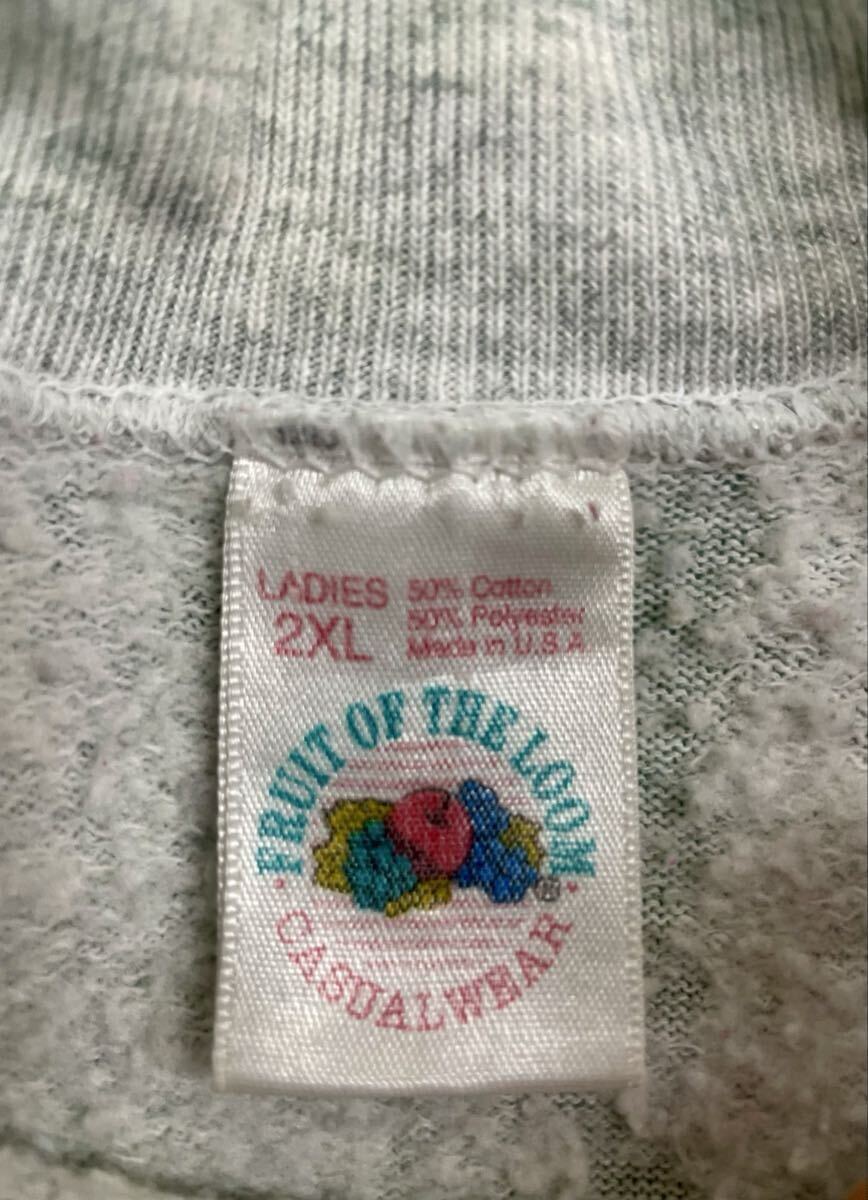 LADIES
2XL
50% Cotton
50% Polyester
Made in U.S.A
FRUIT OF THE LOOM
®
CASUALWEAR